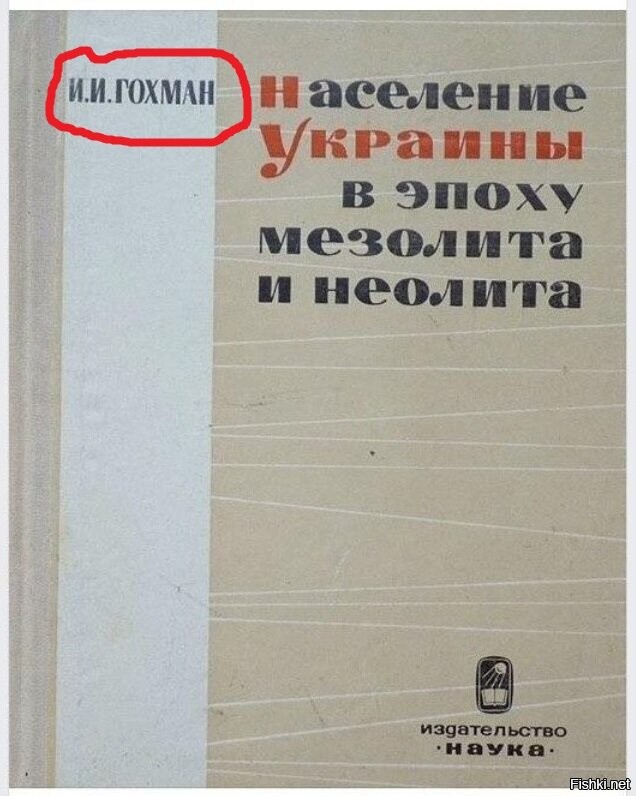 И.И.ГОХМАН
Население
Украины
в эпоху
мезолита
и неолита
издательство
·наука·
Fishki.net